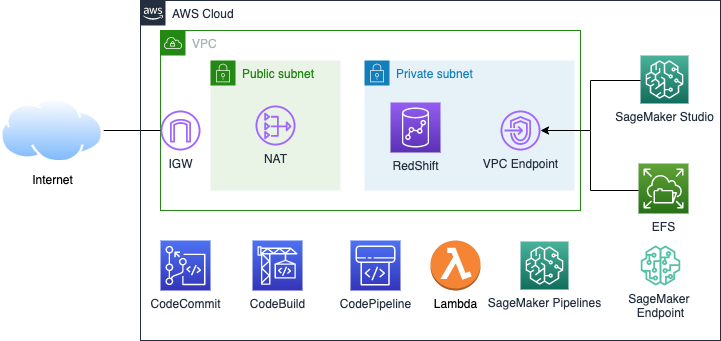 aws
AWS Cloud
VPC
Public subnet
Private subnet
Internet
IGW
NAT
RedShift
VPC Endpoint
SageMaker Studio
EFS
CodeCommit
CodeBuild
CodePipeline
Lambda
SageMaker Pipelines
SageMaker
Endpoint